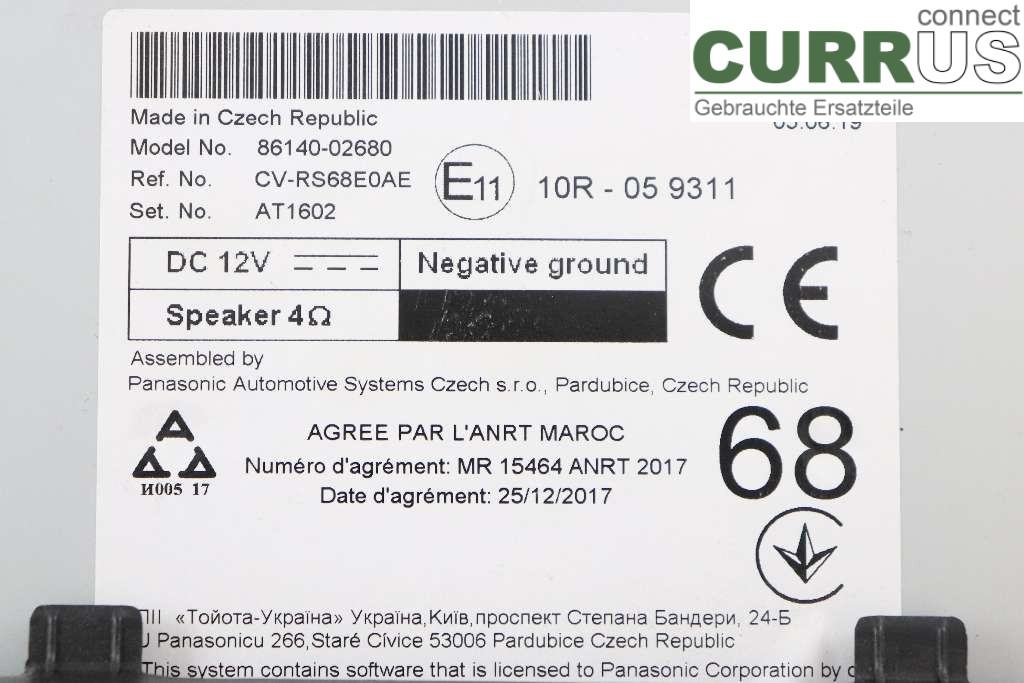 connect
CURRUS
Gebrauchte Ersatzteile
Made in Czech Republic
Model No. 86140-02680
Ref. No. CV-RS68E0AE
Set. No. AT1602
E11
10R - 05 9311
DC 12V
Negative ground
Speaker 4Ω
CE
Assembled by
Panasonic Automotive Systems Czech s.r.o., Pardubice, Czech Republic
И005 17
AGREE PAR L'ANRT MAROC
Numéro d'agrément: MR 15464 ANRT 2017
Date d'agrément: 25/12/2017
68
«Тойота-Україна» Україна,Київ,проспект Степана Бандери, 24-Б
Panasonicu 266,Staré Cívice 53006 Pardubice Czech Republic
This system contains software that is licensed to Panasonic Corporation by